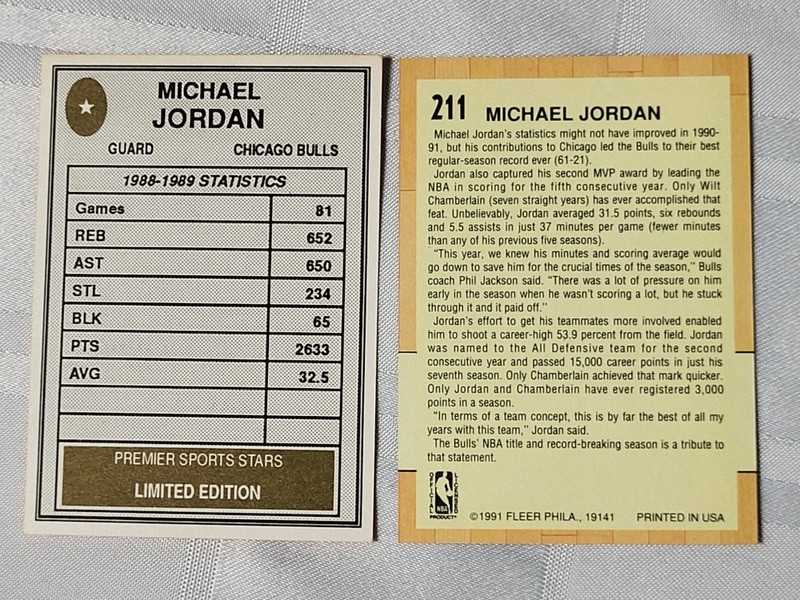 MICHAEL
JORDAN
GUARD CHICAGO BULLS
1988-1989 STATISTICS
Games 81
REB 652
AST 650
STL 234
BLK 65
PTS 2633
AVG 32.5
PREMIER SPORTS STARS
LIMITED EDITION
211 MICHAEL JORDAN
Michael Jordan's statistics might not have improved in 1990-
91, but his contributions to Chicago led the Bulls to their best
regular-season record ever (61-21).
Jordan also captured his second MVP award by leading the
NBA in scoring for the fifth consecutive year. Only Wilt
Chamberlain (seven straight years) has ever accomplished that
feat. Unbelievably, Jordan averaged 31.5 points, six rebounds
and 5.5 assists in just 37 minutes per game (fewer minutes
than any of his previous five seasons).
"This year, we knew his minutes and scoring average would
go down to save him for the crucial times of the season," Bulls
coach Phil Jackson said. "There was a lot of pressure on him
early in the season when he wasn't scoring a lot, but he stuck
through it and it paid off."
Jordan's effort to get his teammates more involved enabled
him to shoot a career-high 53.9 percent from the field. Jordan
was named to the All Defensive team for the second
consecutive year and passed 15,000 career points in just his
seventh season. Only Chamberlain achieved that mark quicker.
Only Jordan and Chamberlain have ever registered 3,000
points in a season.
"In terms of a team concept, this is by far the best of all my
years with this team," Jordan said.
The Bulls' NBA title and record-breaking season is a tribute to
that statement.
OFFICIAL LICENSED
NBA
PRODUCT
©1991 FLEER PHILA., 19141 PRINTED IN USA